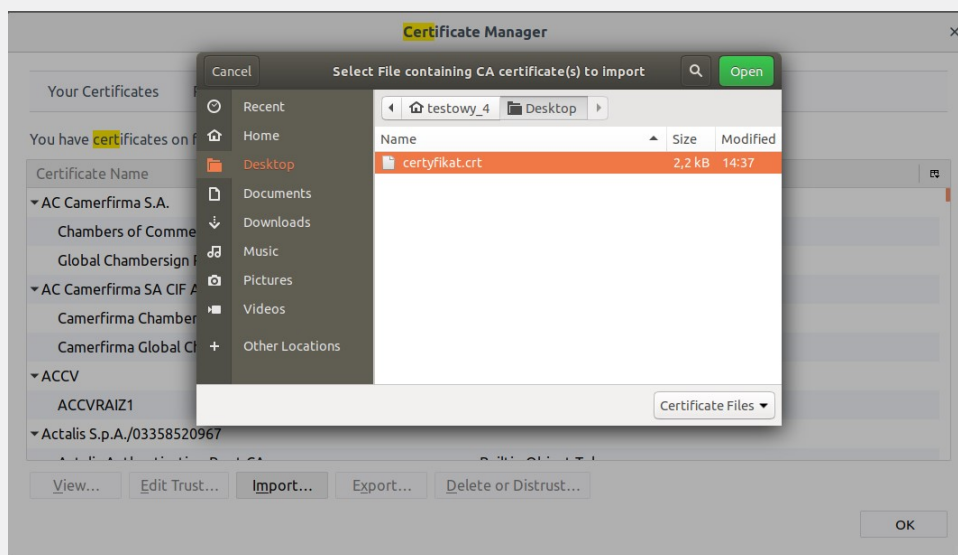 Certificate Manager
Cancel
Select File containing CA certificate(s) to import
Open
Your Certificates
You have certificates on f
Certificate Name
AC Camerfirma S.A.
Chambers of Comme
Global Chambersign
AC Camerfirma SA CIF A
Camerfirma Chamber
Camerfirma Global Ch
ACCV
ACCVRAIZ1
Actalis S.p.A./03358520967
Recent
Home
Desktop
Documents
Downloads
Music
Pictures
Videos
Other Locations
testowy_4 Desktop
Name Size Modified
certyfikat.crt 2,2 kB 14:37
Certificate Files
View... Edit Trust... Import... Export... Delete or Distrust...
OK